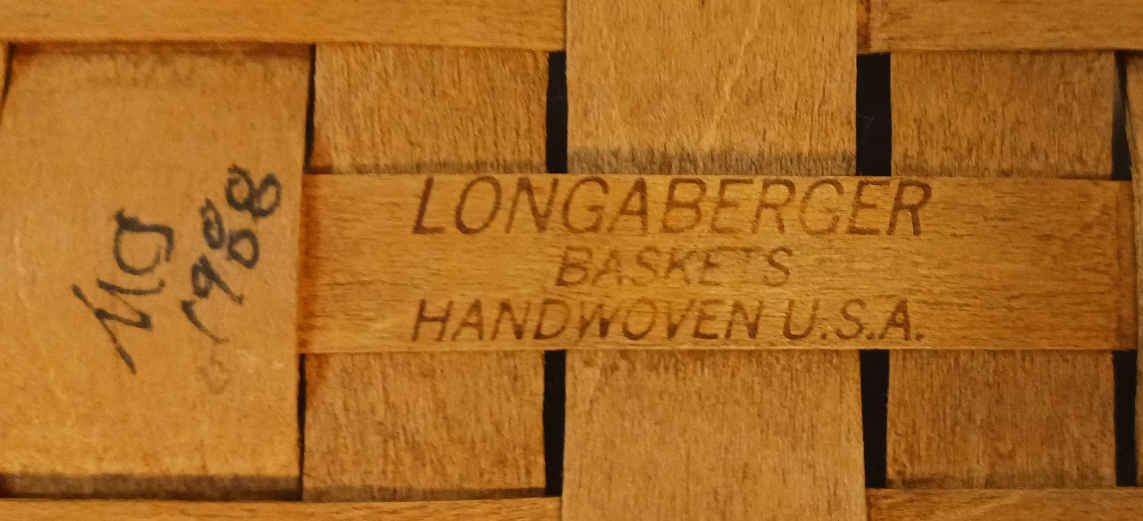 LONGABERGER
BASKETS
HANDWOVEN U.S.A.
1988